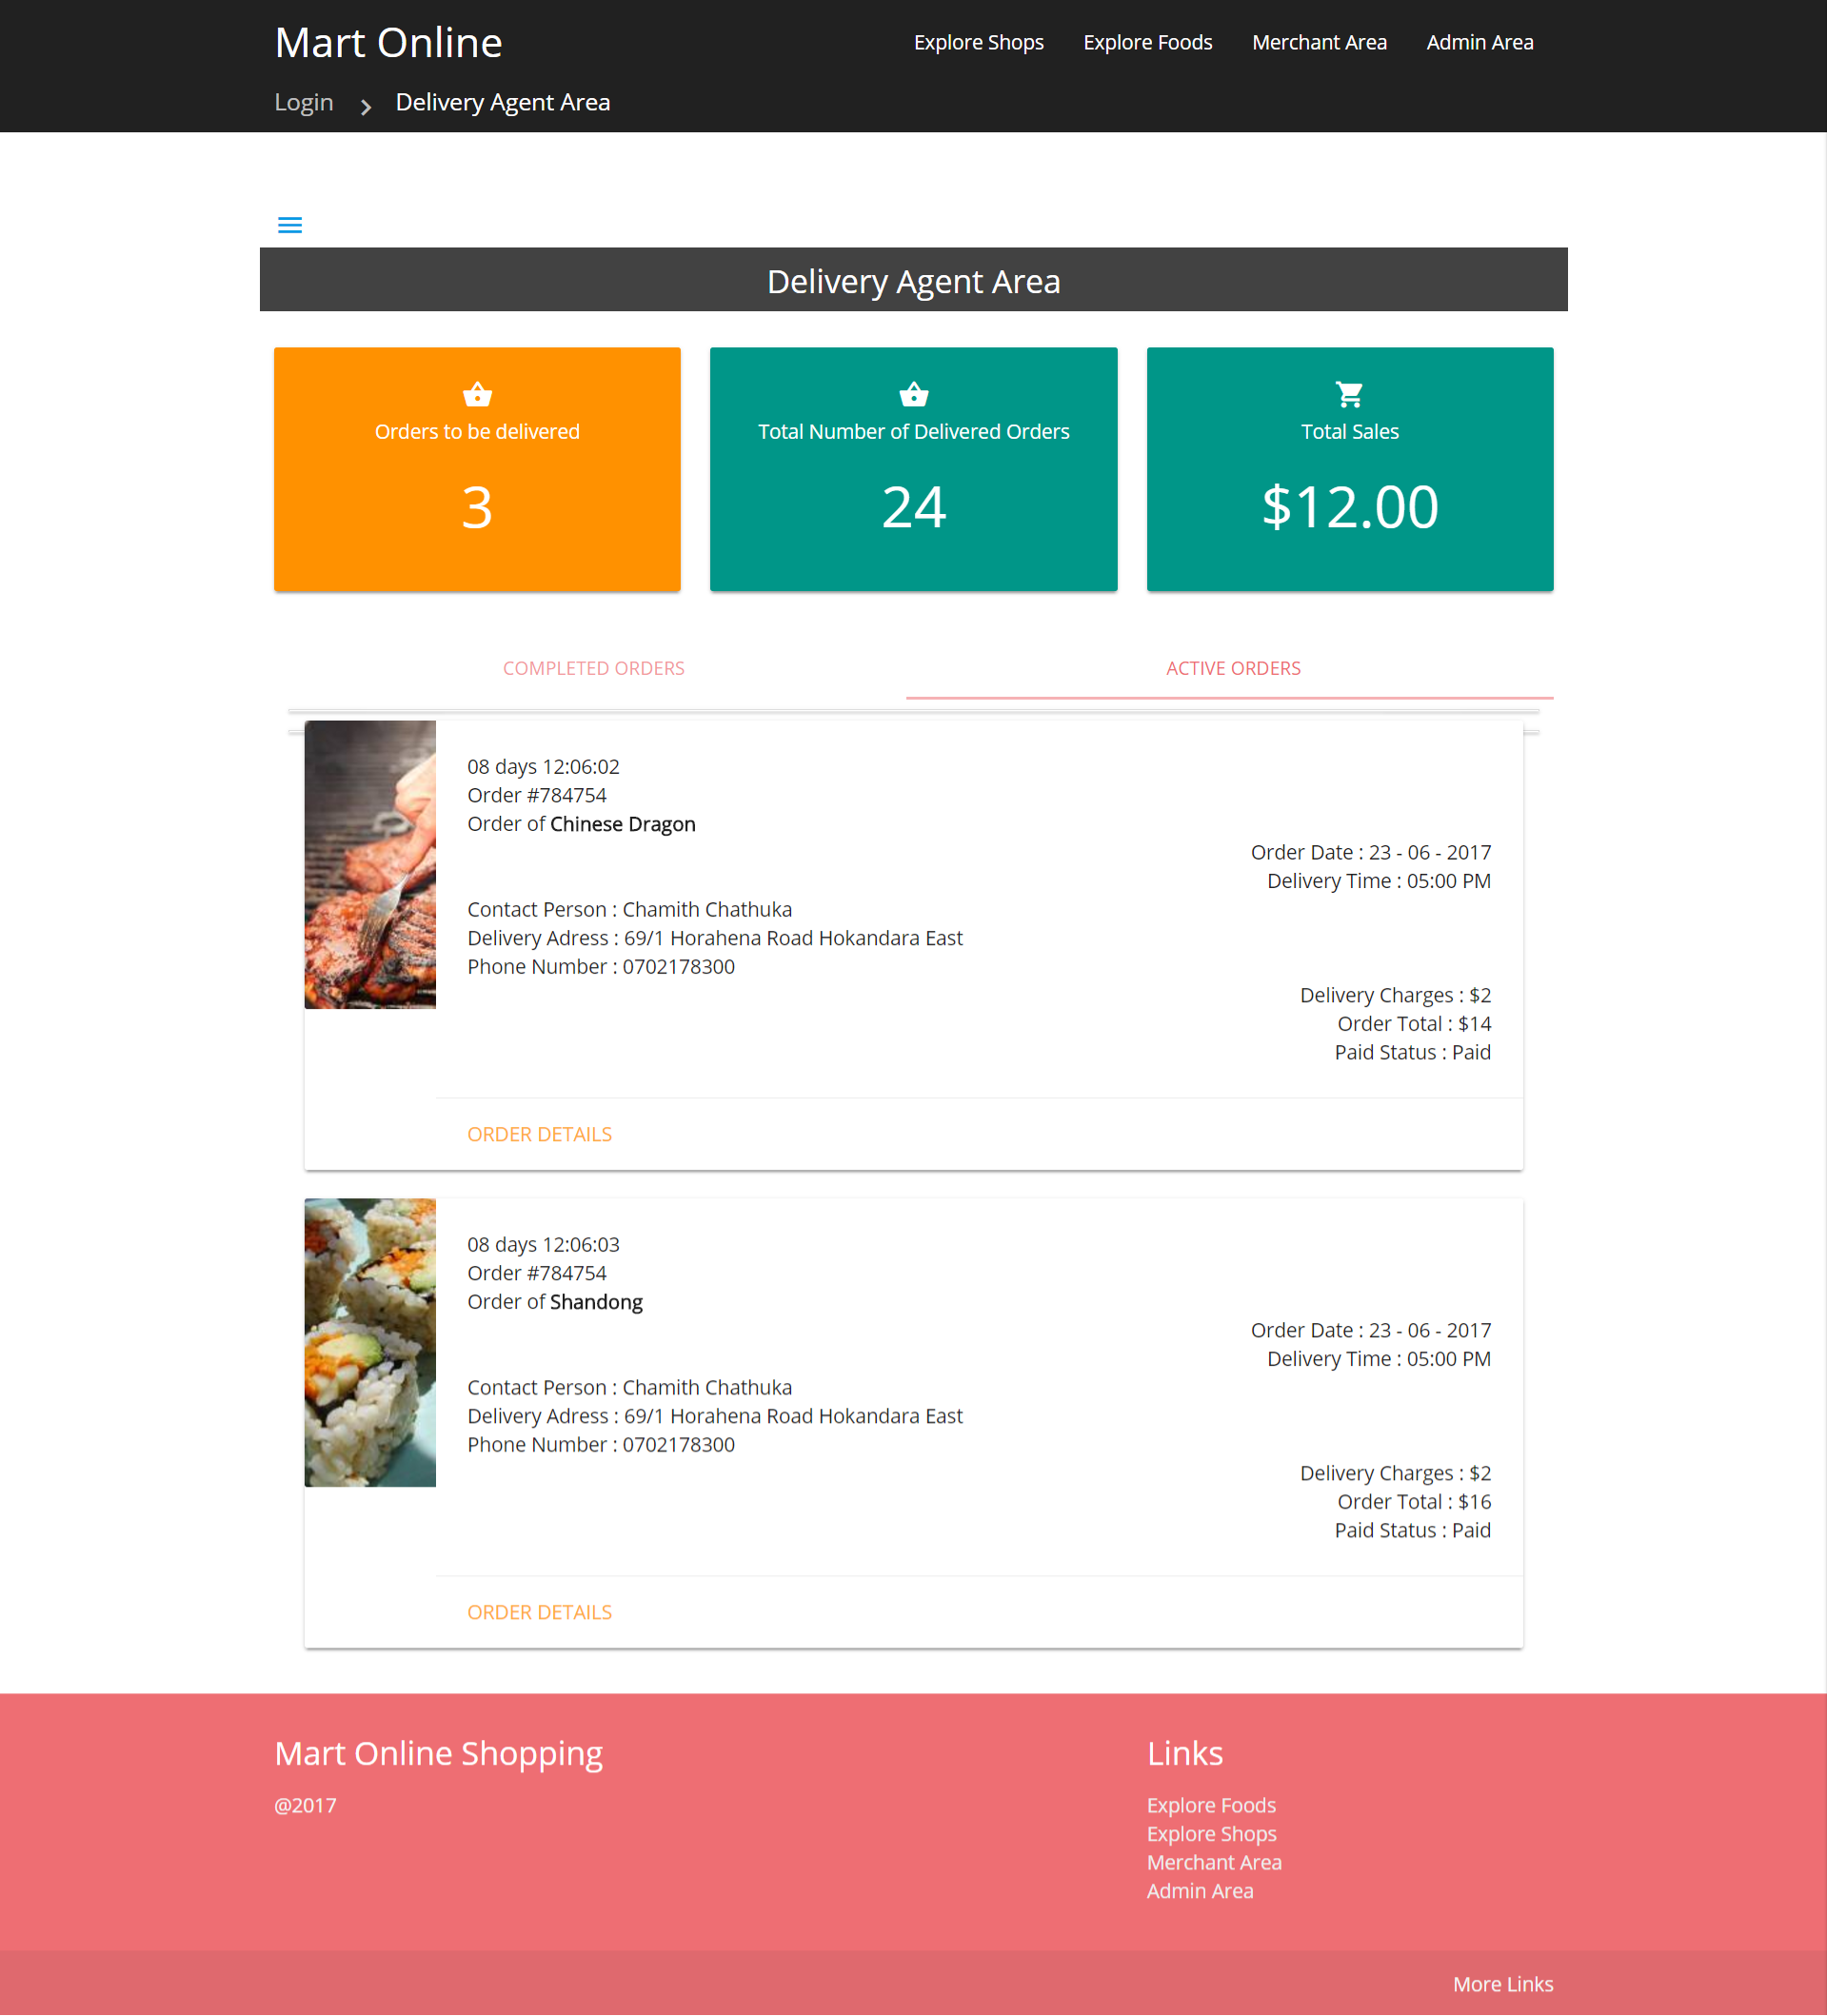 Mart Online
Explore Shops
Explore Foods
Merchant Area
Admin Area
Login
Delivery Agent Area
Delivery Agent Area
Orders to be delivered
3
Total Number of Delivered Orders
24
Total Sales
$12.00
COMPLETED ORDERS
ACTIVE ORDERS
08 days 12:06:02
Order #784754
Order of Chinese Dragon
Order Date : 23 - 06 - 2017
Delivery Time : 05:00 PM
Contact Person : Chamith Chathuka
Delivery Adress : 69/1 Horahena Road Hokandara East
Phone Number : 0702178300
Delivery Charges : $2
Order Total : $14
Paid Status : Paid
ORDER DETAILS
08 days 12:06:03
Order #784754
Order of Shandong
Order Date : 23 - 06 - 2017
Delivery Time : 05:00 PM
Contact Person : Chamith Chathuka
Delivery Adress : 69/1 Horahena Road Hokandara East
Phone Number : 0702178300
Delivery Charges : $2
Order Total : $16
Paid Status : Paid
ORDER DETAILS
Mart Online Shopping
@2017
Links
Explore Foods
Explore Shops
Merchant Area
Admin Area
More Links